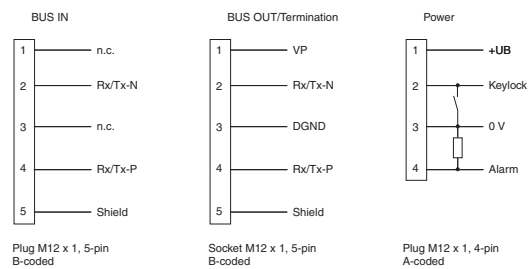 BUS IN
1 n.c.
2 Rx/Tx-N
3 n.c.
4 Rx/Tx-P
5 Shield
Plug M12 x 1, 5-pin
B-coded
BUS OUT/Termination
1 VP
2 Rx/Tx-N
3 DGND
4 Rx/Tx-P
5 Shield
Socket M12 x 1, 5-pin
B-coded
Power
1 +UB
2 Keylock
3 0 V
4 Alarm
Plug M12 x 1, 4-pin
A-coded